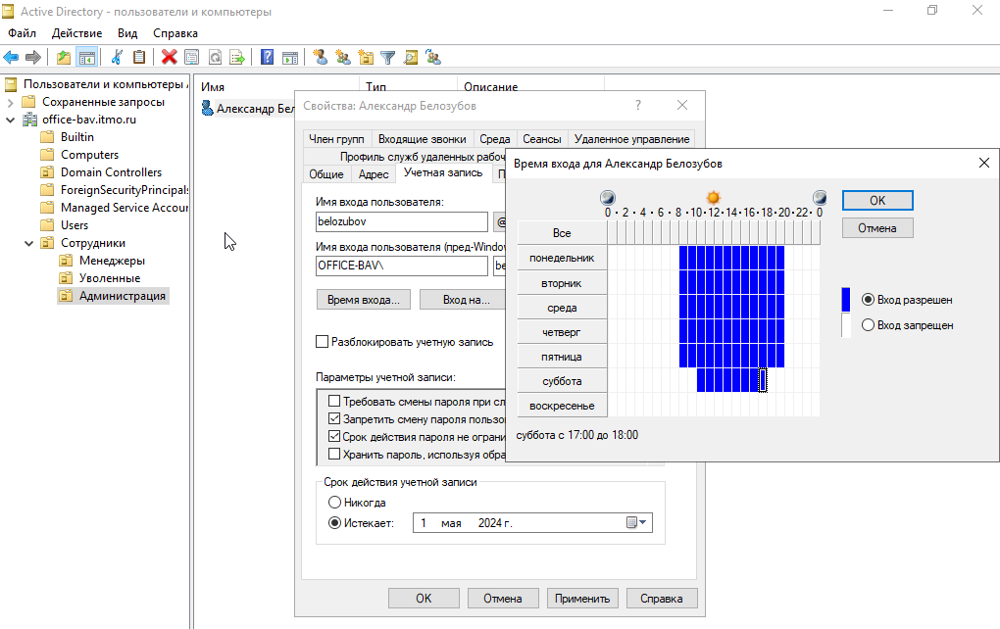 Active Directory - пользователи и компьютеры
Файл Действие Вид Справка
Пользователи и компьютеры
Сохраненные запросы
office-bav.itmo.ru
Builtin
Computers
Domain Controllers
ForeignSecurityPrincipals
Managed Service Accour
Users
Сотрудники
Менеджеры
Уволенные
Администрация
Имя Тип Описание
Александр Бел
Свойства: Александр Белозубов ?
Член групп Входящие звонки Среда Сеансы Удаленное управление
Профиль служб удаленных рабоч
Общие Адрес Учетная запись П
Имя входа пользователя:
belozubov @
Имя входа пользователя (пред-Windov
OFFICE-BAV\ be
Время входа... Вход на...
Разблокировать учетную запись
Параметры учетной записи:
Требовать смены пароля при сл
Запретить смену пароля пользо
Срок действия пароля не ограни
Хранить пароль, используя обра
Срок действия учетной записи
Никогда
Истекает: 1 мая 2024 г.
OK Отмена Применить Справка
Время входа для Александр Белозубов
0 · 2 · 4 · 6 · 8 · 10 · 12 · 14 · 16 · 18 · 20 · 22 · 0
Все
понедельник
вторник
среда
четверг
пятница
суббота
воскресенье
OK
Отмена
Вход разрешен
Вход запрещен
суббота с 17:00 до 18:00